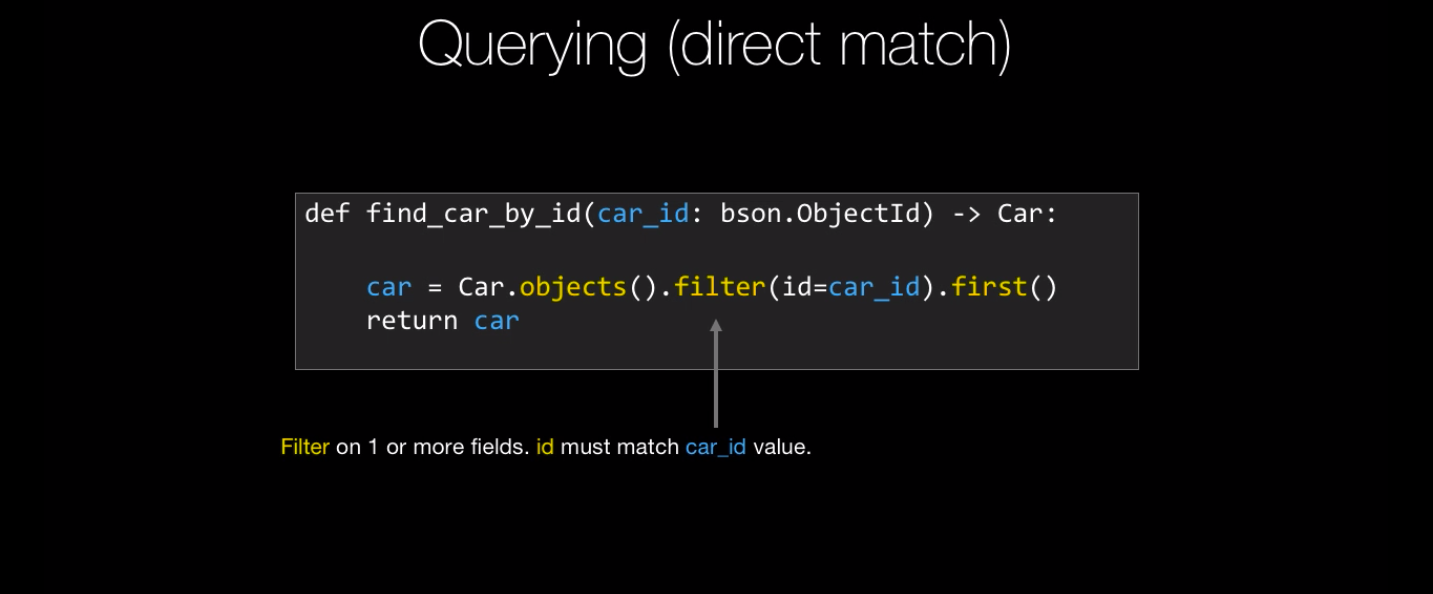 Querying (direct match)
def find_car_by_id(car_id: bson.ObjectId) -> Car:
car = Car.objects().filter(id=car_id).first()
return car
Filter on 1 or more fields. id must match car_id value.